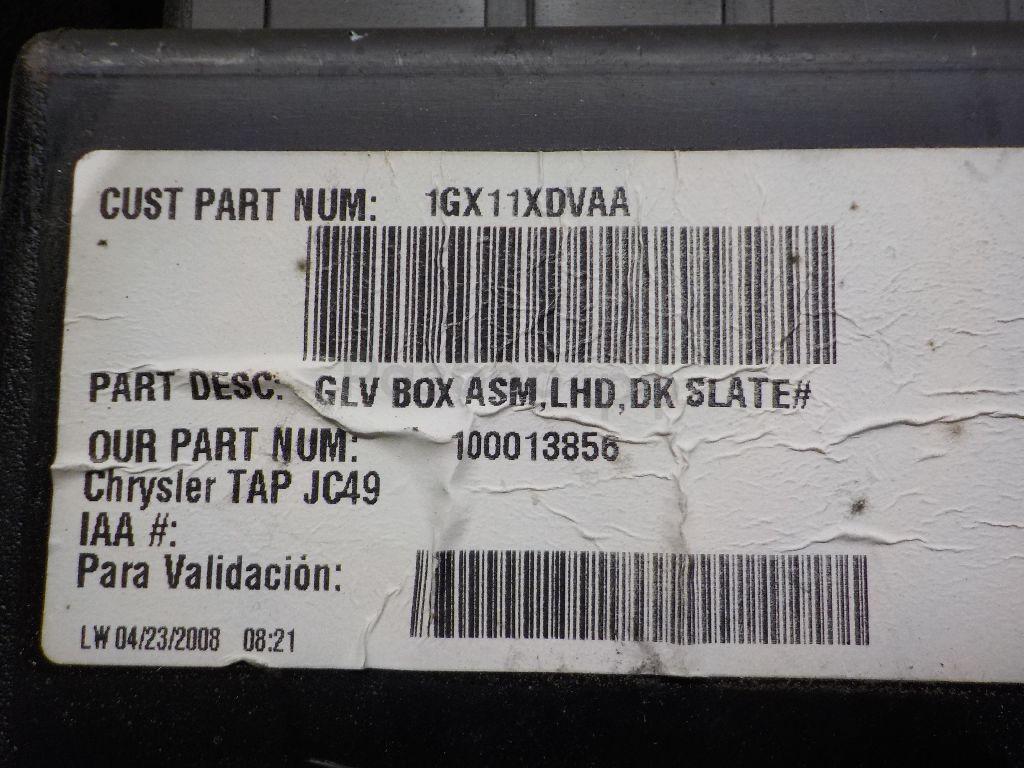 CUST PART NUM: 1GX11XDVAA
PART DESC: GLV BOX ASM,LHD,DK SLATE#
OUR PART NUM: 100013856
Chrysler TAP JC49
IAA #:
Para Validación:
LW 04/23/2008 08:21